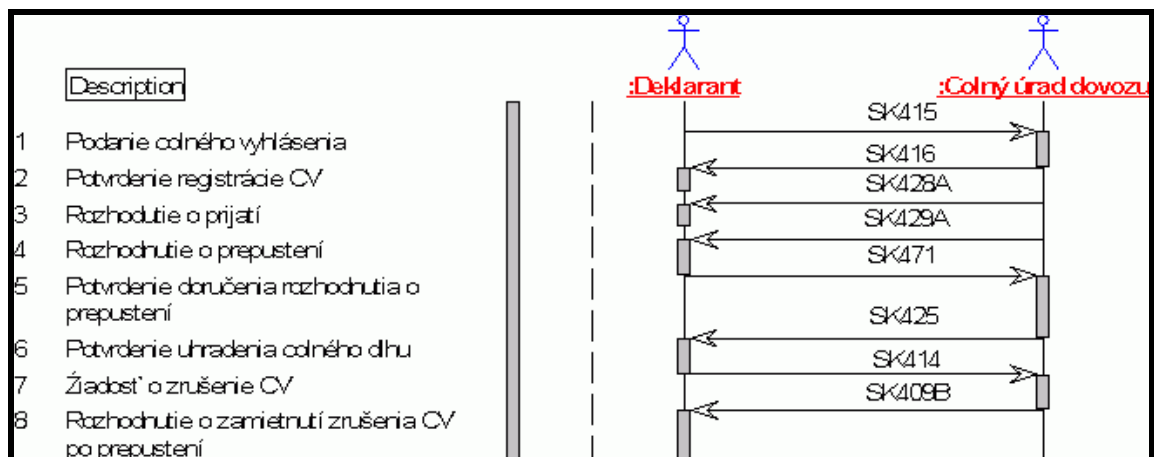 Description
:Deklarant
:Colný úrad dovozu
SK415
1 Podanie colného vyhlásenia
SK416
2 Potvrdenie registrácie CV
SK428A
3 Rozhodutie o prijatí
SK429A
4 Rozhodnutie o prepustení
SK471
5 Potvrdenie doručenia rozhodnutia o
prepustení
SK425
6 Potvrdenie uhradenia colného dlhu
SK414
7 Źiadosť o zrušenie CV
SK409B
8 Rozhodnutie o zamietnutí zrušenia CV
po prepustení